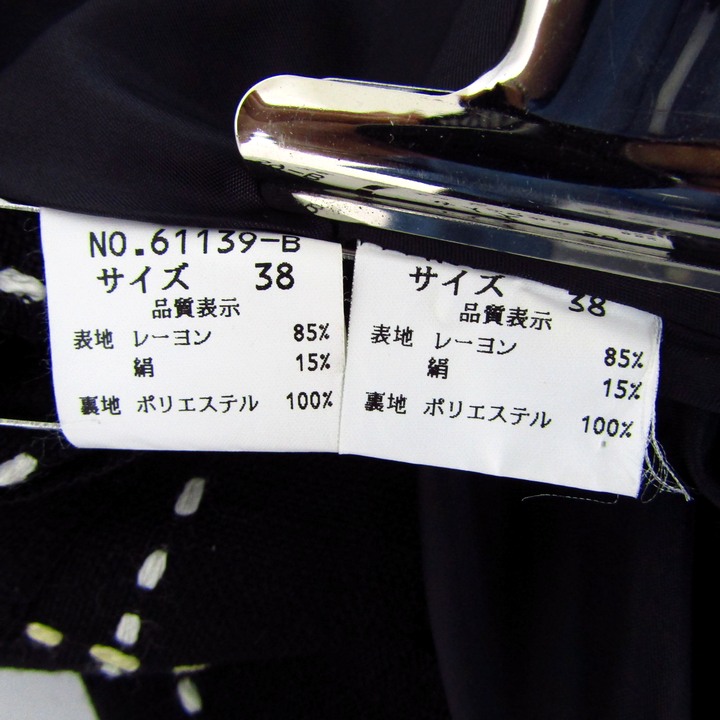 NO.61139-B
サイズ 38
品質表示
表地 レーヨン 85%
絹 15%
裏地 ポリエステル 100%
サイズ 38
品質表示
表地 レーヨン 85%
絹 15%
裏地 ポリエステル 100%